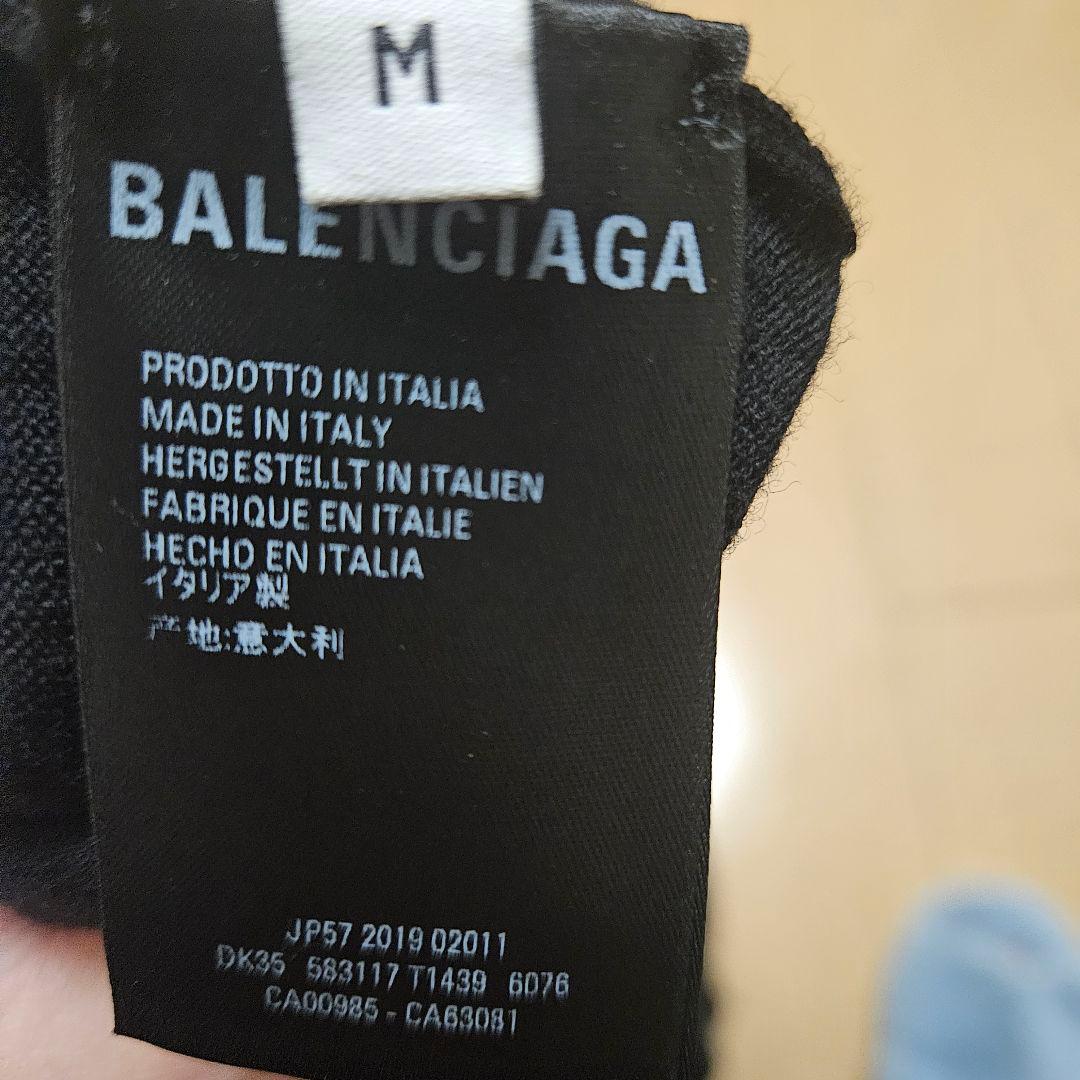 M
BALENCIAGA
PRODOTTO IN ITALIA
MADE IN ITALY
HERGESTELLT IN ITALIEN
FABRIQUE EN ITALIE
HECHO EN ITALIA
イタリア製
产地:意大利
JP57 2019 02011
DK35 583117 T1439 6076
CA00985 - CA63081